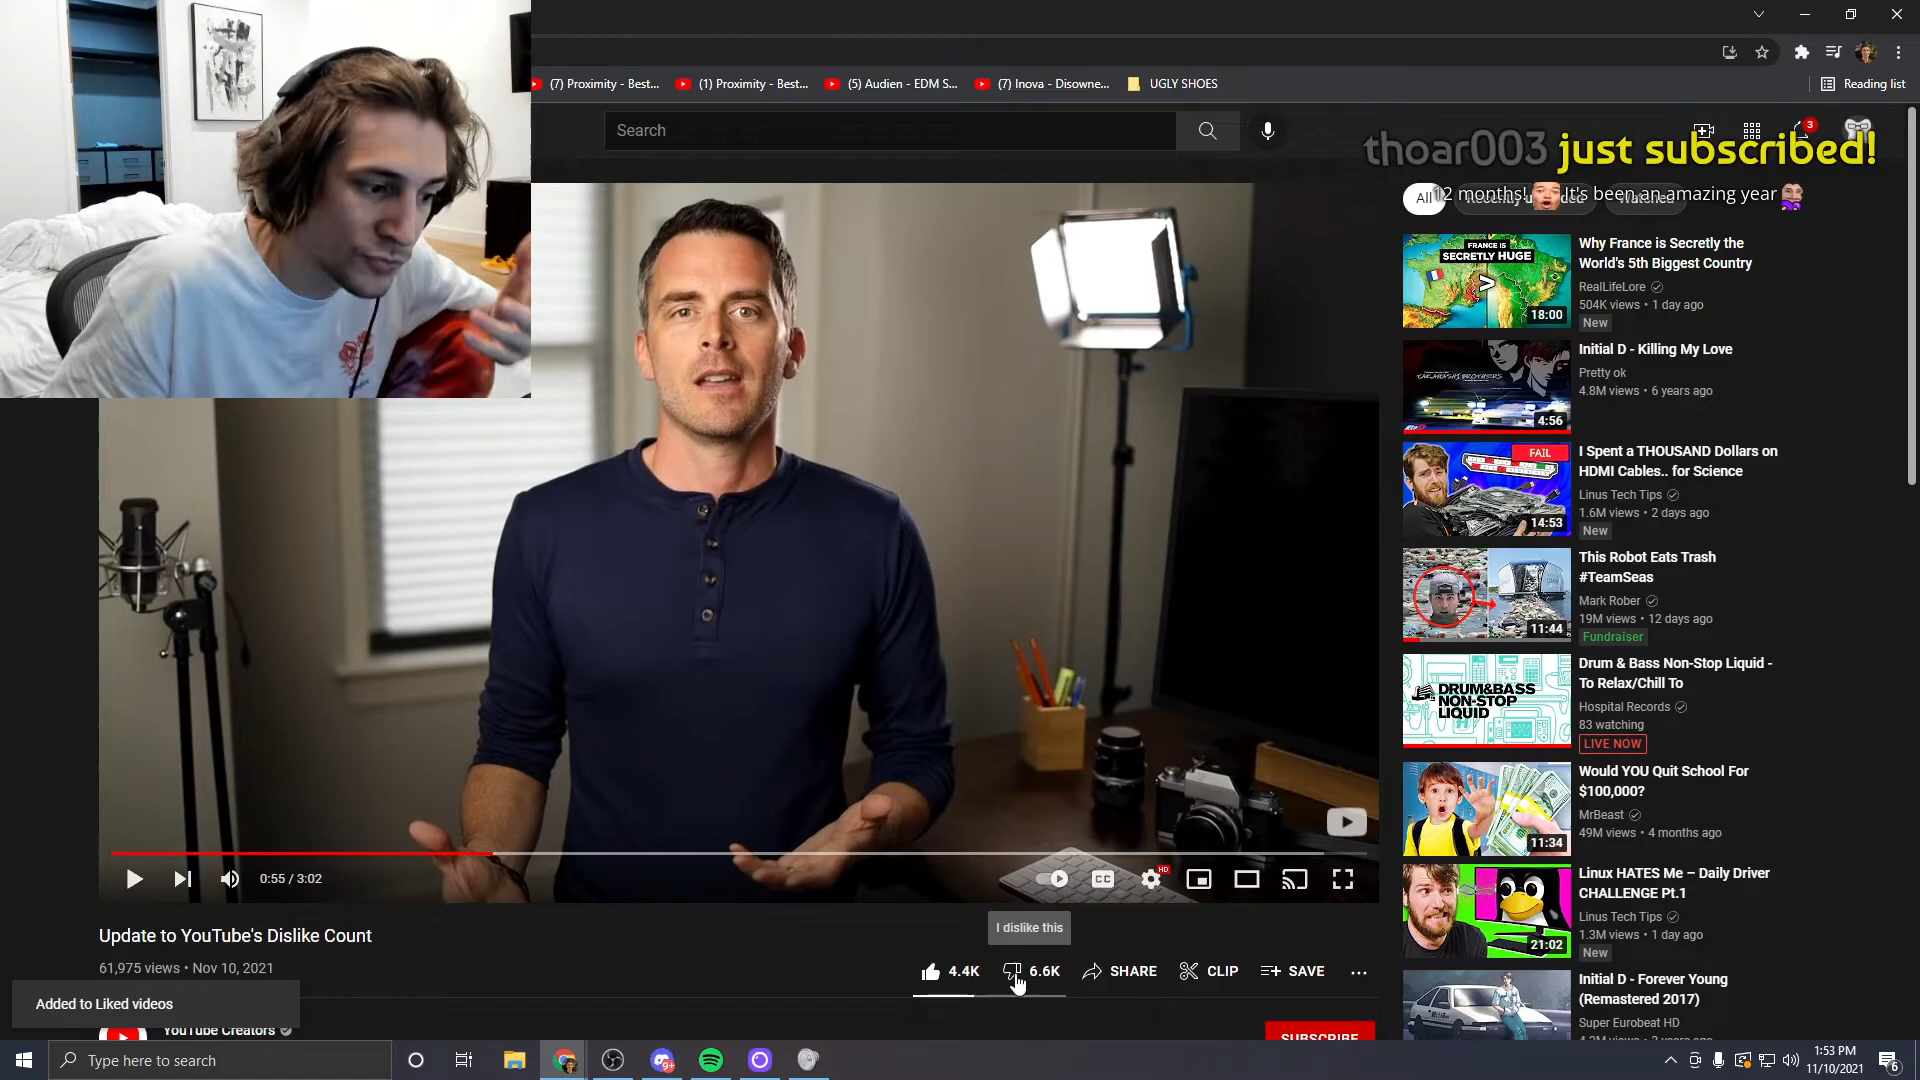 (7) Proximity - Best...
(1) Proximity - Best...
(5) Audien - EDM S...
(7) Inova - Disowne...
UGLY SHOES
Reading list
Search
3
thoar003 just subscribed!
12 months! It's been an amazing year
All
Watched
FRANCE IS
SECRETLY HUGE
>
18:00
Why France is Secretly the
World's 5th Biggest Country
RealLifeLore
504K views • 1 day ago
New
TAKAHASHI BROTHERS
4:56
Initial D - Killing My Love
Pretty ok
4.8M views • 6 years ago
FAIL
14:53
I Spent a THOUSAND Dollars on
HDMI Cables.. for Science
Linus Tech Tips
1.6M views • 2 days ago
New
11:44
This Robot Eats Trash
#TeamSeas
Mark Rober
19M views • 12 days ago
Fundraiser
DRUM&BASS
NON-STOP
LIQUID
Drum & Bass Non-Stop Liquid -
To Relax/Chill To
Hospital Records
83 watching
LIVE NOW
11:34
Would YOU Quit School For
$100,000?
MrBeast
49M views • 4 months ago
21:02
Linux HATES Me – Daily Driver
CHALLENGE Pt.1
Linus Tech Tips
1.3M views • 1 day ago
New
Initial D - Forever Young
(Remastered 2017)
Super Eurobeat HD
0:55 / 3:02
CC
HD
I dislike this
Update to YouTube's Dislike Count
61,975 views • Nov 10, 2021
4.4K
6.6K
SHARE
CLIP
SAVE
Added to Liked videos
YouTube Creators
SUBSCRIBE
Type here to search
9+
1:53 PM
11/10/2021
6